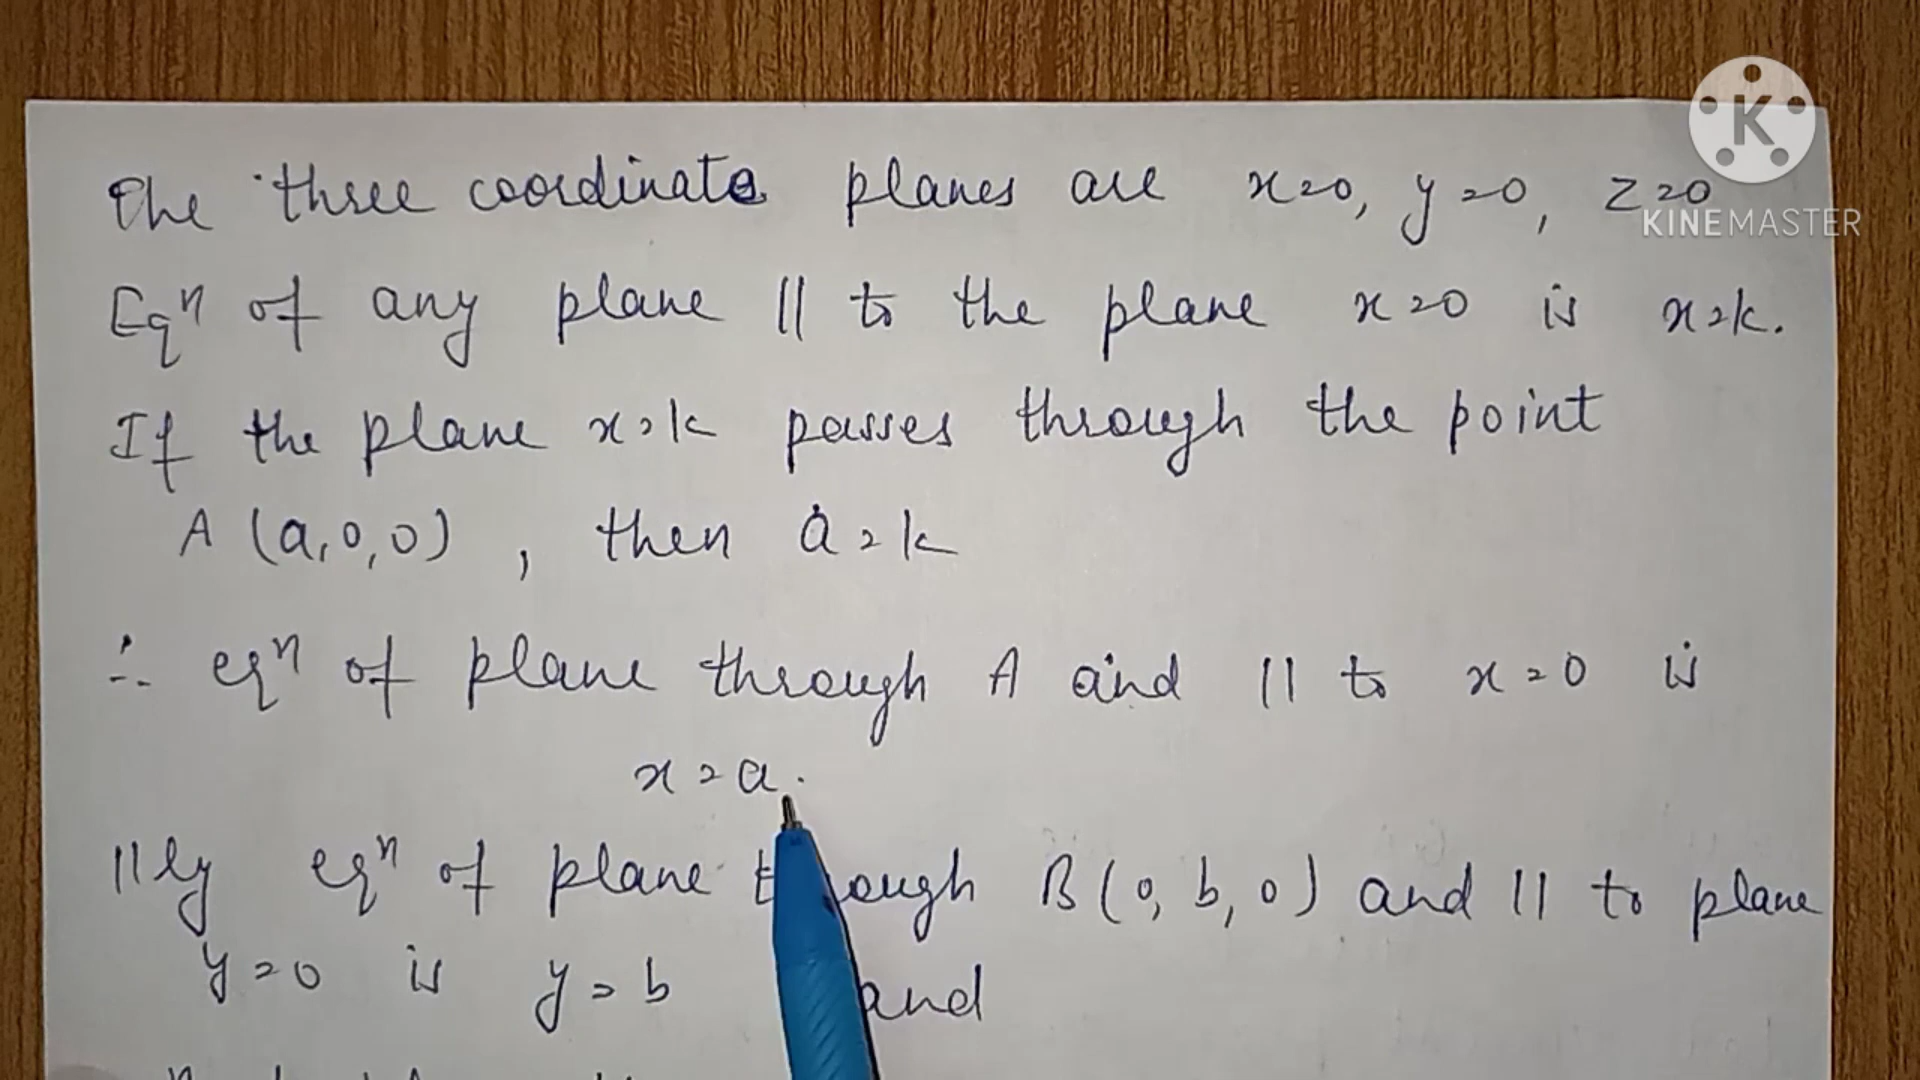 The three coordinate planes are x=0, y=0, z=0
KINEMASTER
Eqⁿ of any plane || to the plane x=0 is x=k.
If the plane x=k passes through the point
A (a,0,0), then a=k
∴ eqⁿ of plane through A and || to x=0 is
x=a.
||ly eqⁿ of plane through B(0, b, 0) and || to plane
y=0 is y=b and